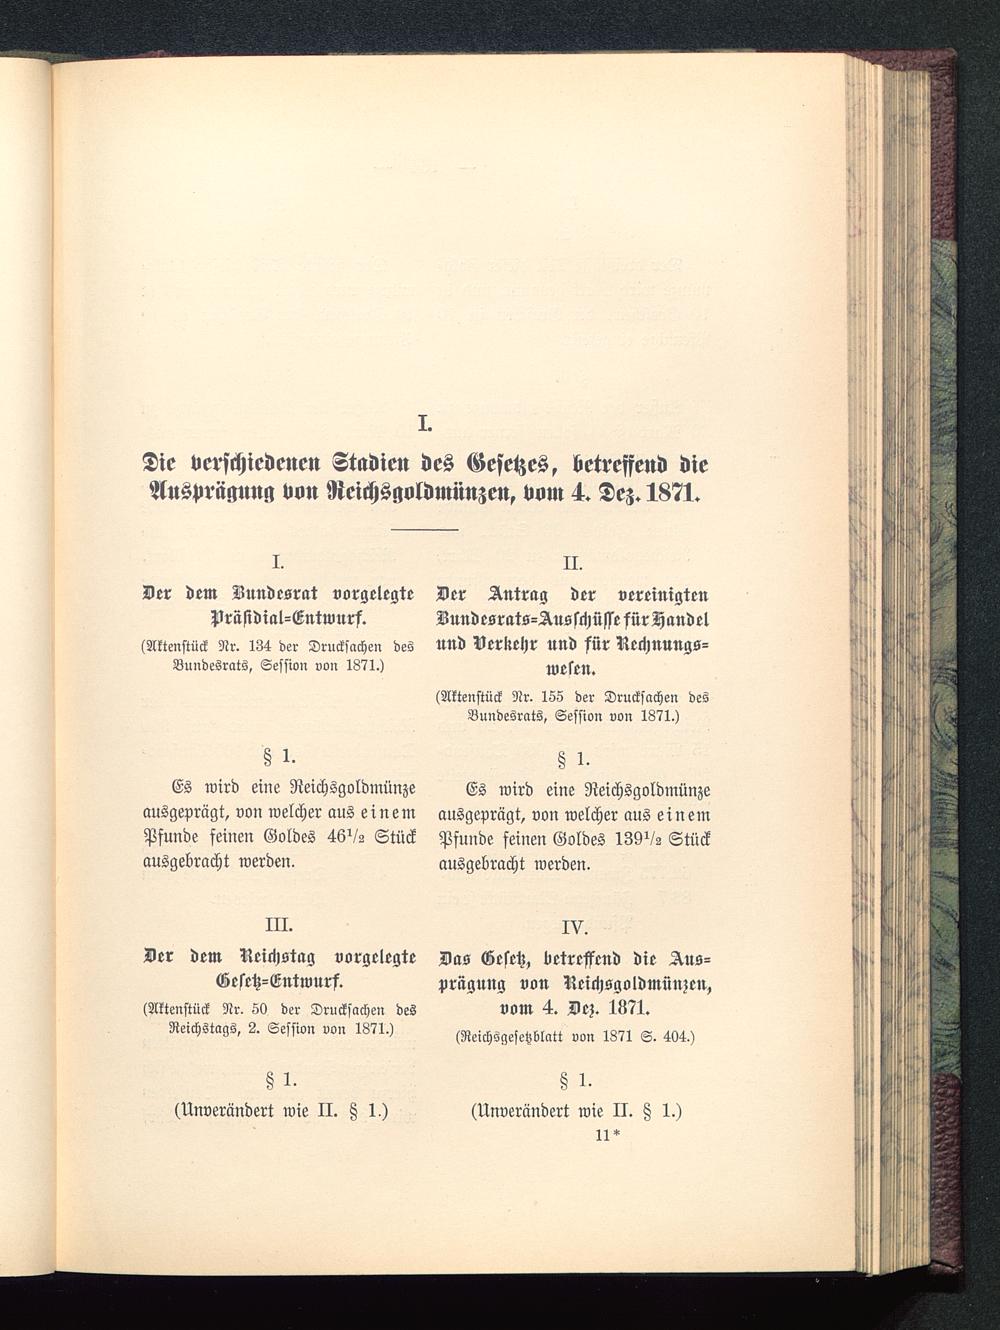 I.
Die verschiedenen Stadien des Gesetzes, betreffend die
Ausprägung von Reichsgoldmünzen, vom 4. Dez. 1871.
I.
Der dem Bundesrat vorgelegte
Präsidial-Entwurf.
(Aktenstück Nr. 134 der Drucksachen des
Bundesrats, Session von 1871.)
§ 1.
Es wird eine Reichsgoldmünze
ausgeprägt, von welcher aus einem
Pfunde feinen Goldes 46 1/2 Stück
ausgebracht werden.
II.
Der Antrag der vereinigten
Bundesrats-Ausschüsse für Handel
und Verkehr und für Rechnungs-
wesen.
(Aktenstück Nr. 155 der Drucksachen des
Bundesrats, Session von 1871.)
§ 1.
Es wird eine Reichsgoldmünze
ausgeprägt, von welcher aus einem
Pfunde feinen Goldes 139 1/2 Stück
ausgebracht werden.
III.
Der dem Reichstag vorgelegte
Gesetz-Entwurf.
(Aktenstück Nr. 50 der Drucksachen des
Reichstags, 2. Session von 1871.)
§ 1.
(Unverändert wie II. § 1.)
IV.
Das Gesetz, betreffend die Aus-
prägung von Reichsgoldmünzen,
vom 4. Dez. 1871.
(Reichsgesetzblatt von 1871 S. 404.)
§ 1.
(Unverändert wie II. § 1.)
11*